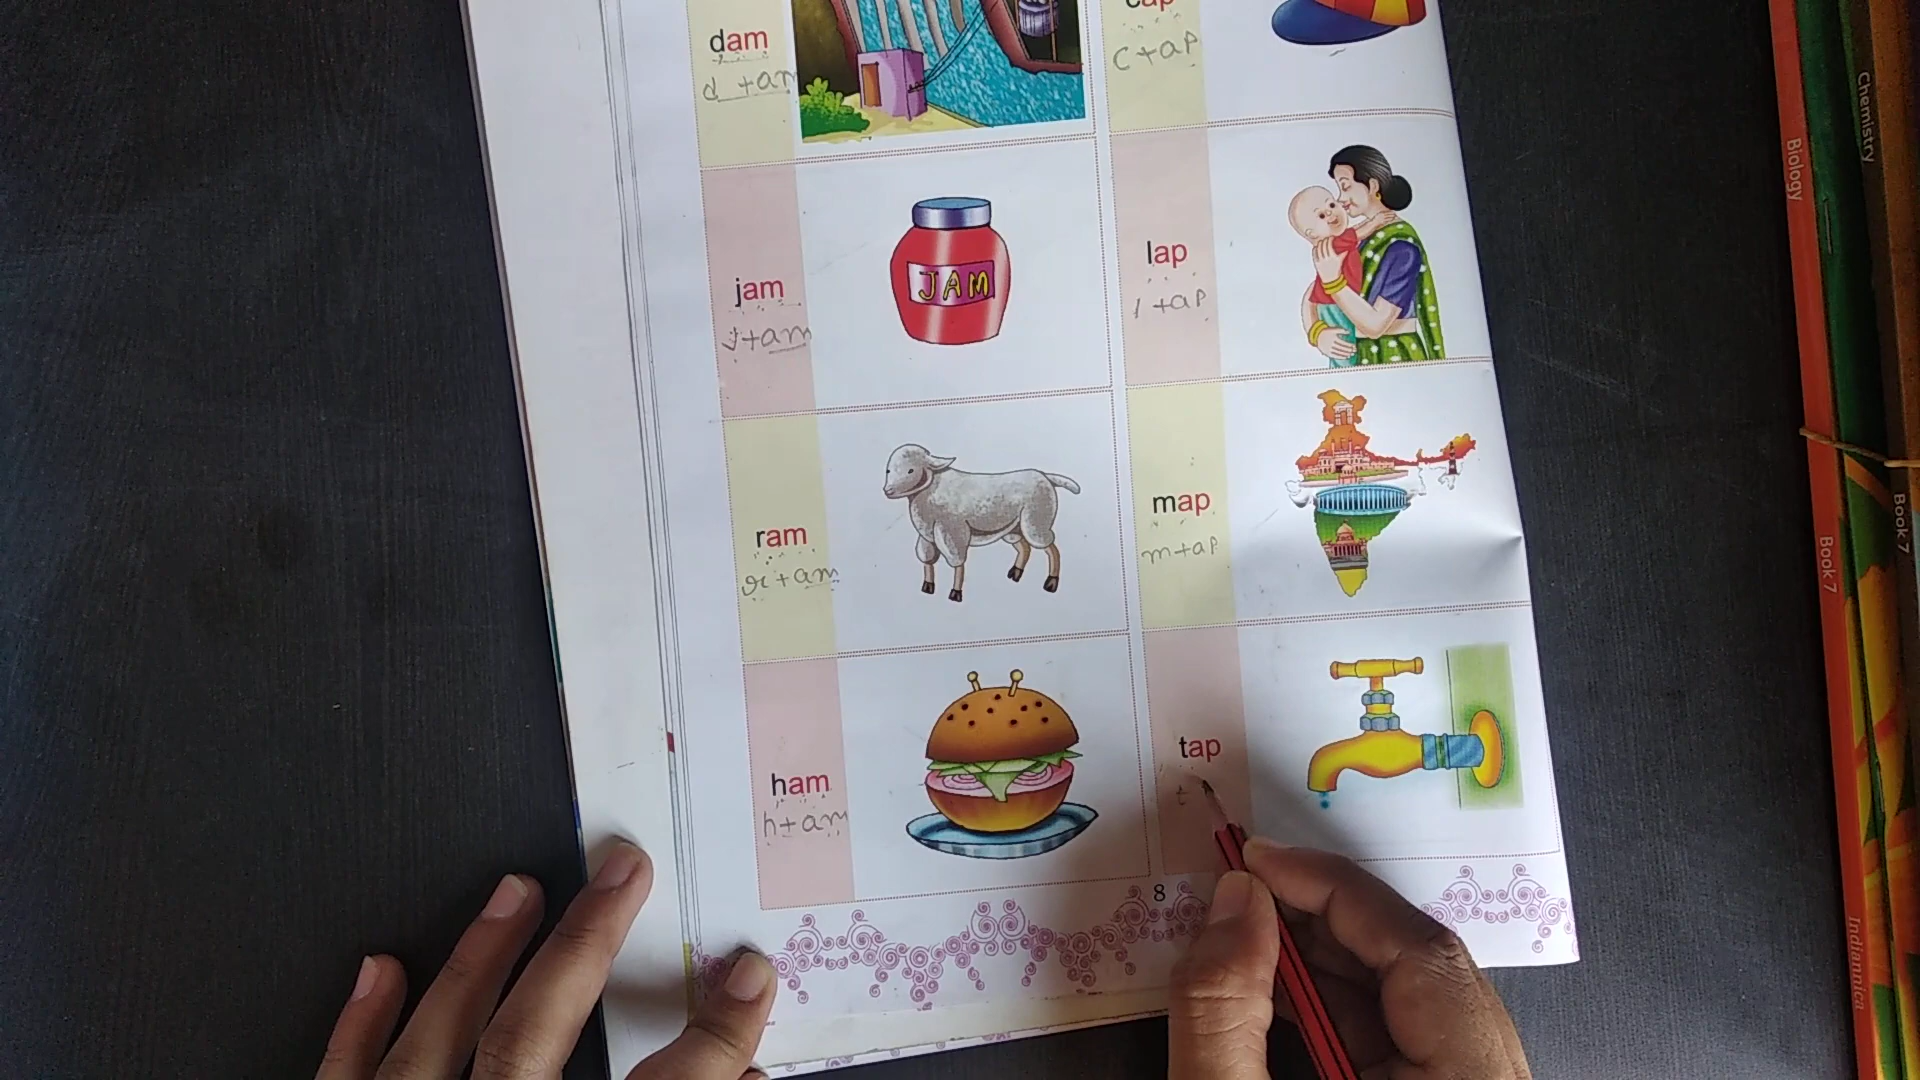 dam
d + am
jam
JAM
j+am
ram
r + am
ham
h+am
cap
c+ap
lap
l +ap
map
m+ap
tap
t
8
Chemistry
Biology
Book 7
Book 7
Indiannica